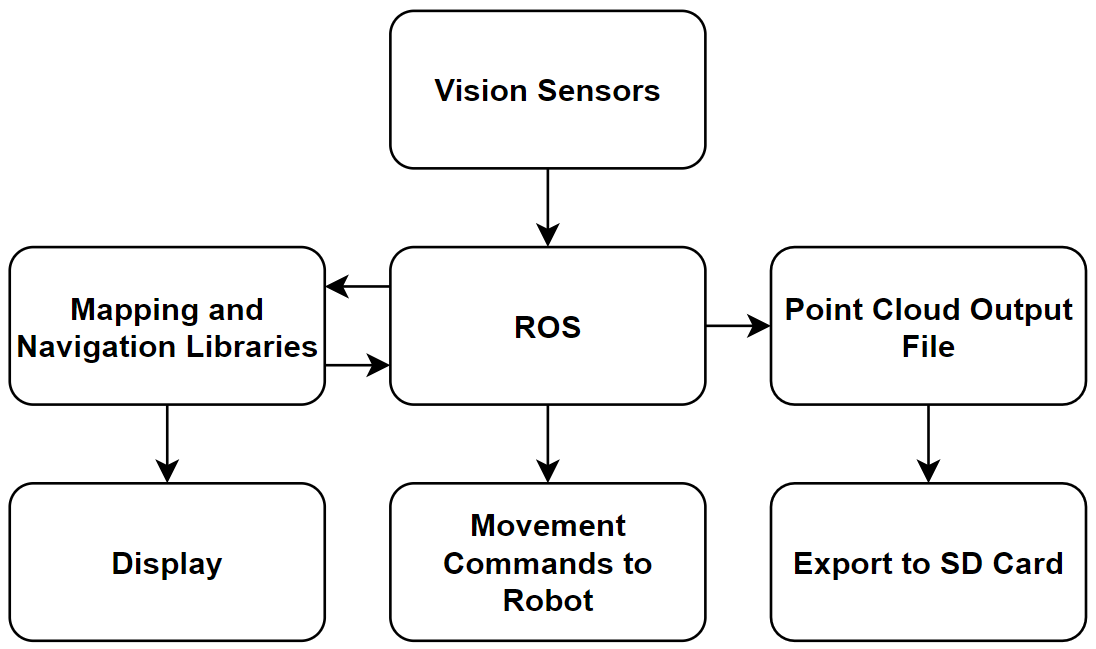 Vision Sensors
Mapping and
Navigation Libraries
ROS
Point Cloud Output
File
Display
Movement
Commands to
Robot
Export to SD Card